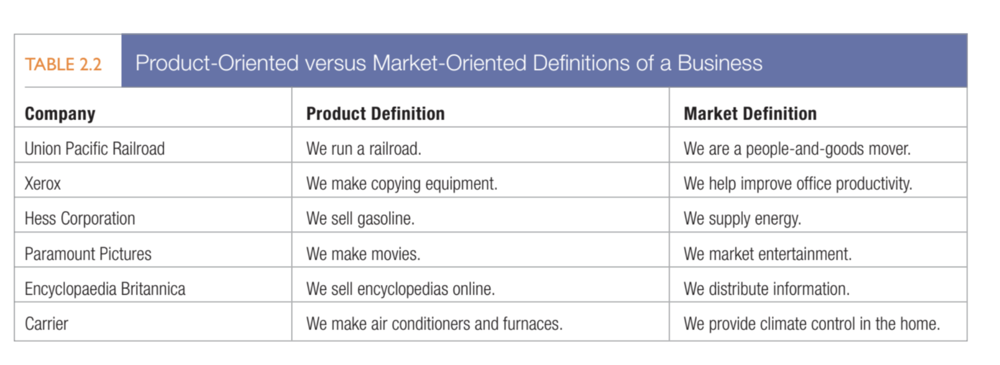 TABLE 2.2 Product-Oriented versus Market-Oriented Definitions of a Business
Company Product Definition Market Definition
Union Pacific Railroad We run a railroad. We are a people-and-goods mover.
Xerox We make copying equipment. We help improve office productivity.
Hess Corporation We sell gasoline. We supply energy.
Paramount Pictures We make movies. We market entertainment.
Encyclopaedia Britannica We sell encyclopedias online. We distribute information.
Carrier We make air conditioners and furnaces. We provide climate control in the home.